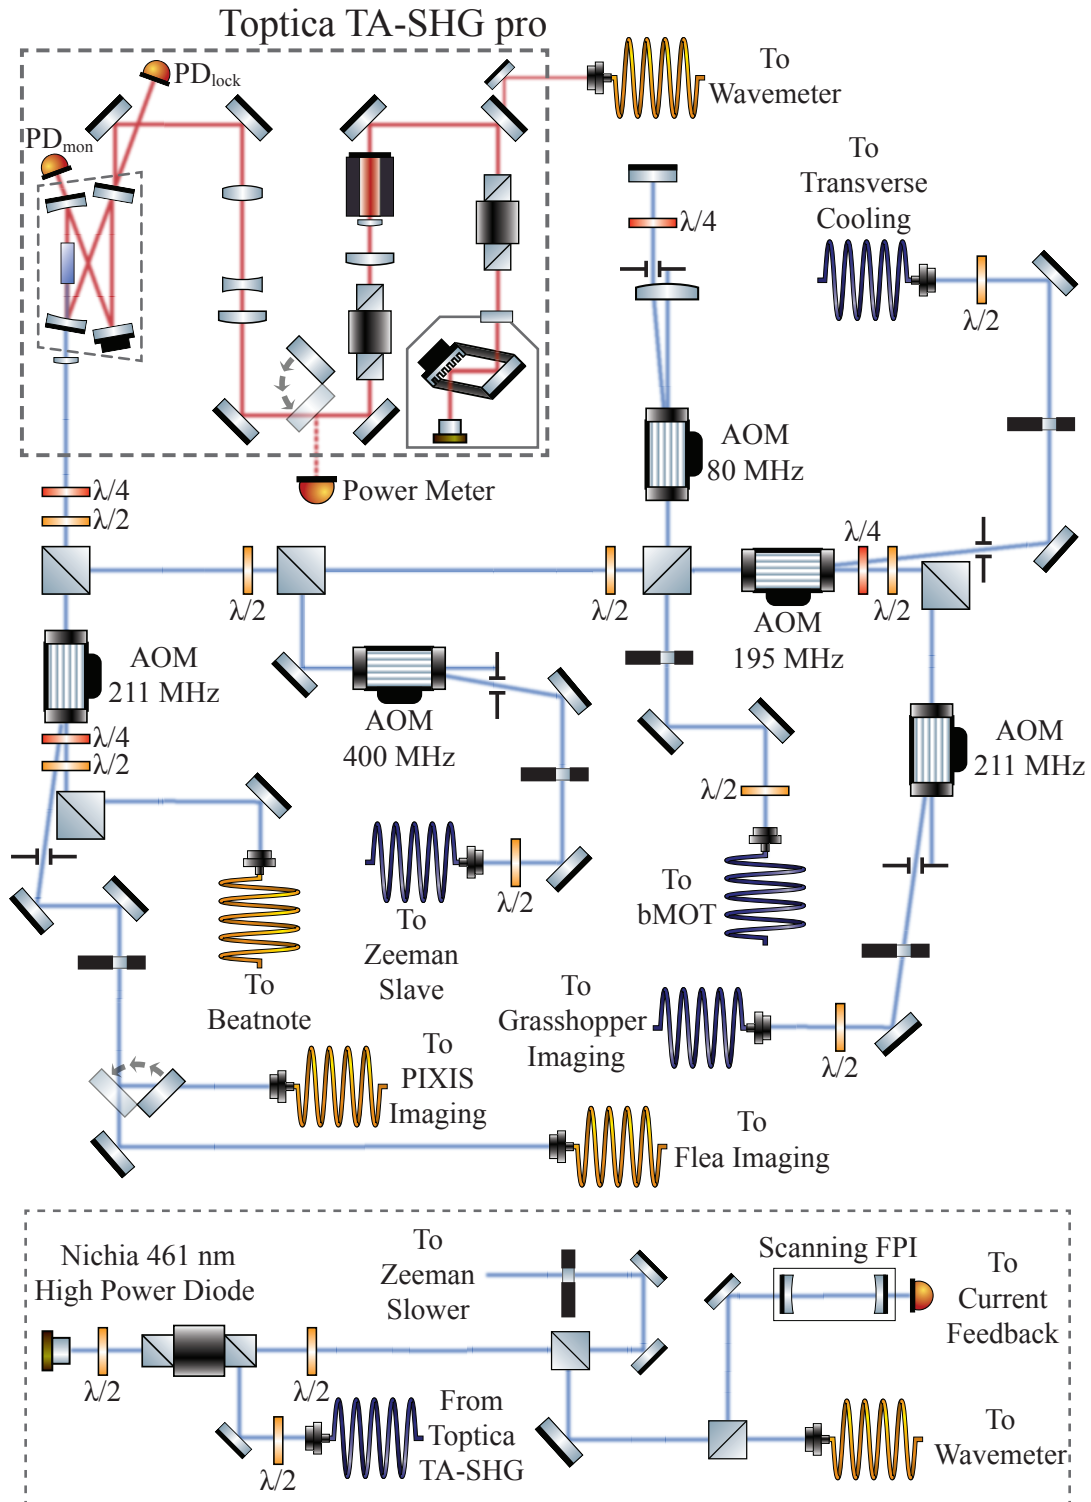 Toptica TA-SHG pro
PDlock
PDmon
To
Wavemeter
λ/4
To
Transverse
Cooling
λ/2
AOM
80 MHz
Power Meter
λ/4
λ/2
λ/2
λ/2
λ/4
λ/2
AOM
195 MHz
AOM
211 MHz
λ/4
λ/2
AOM
400 MHz
AOM
211 MHz
λ/2
λ/2
To
Zeeman
Slave
To
bMOT
To
Beatnote
To
Grasshopper
Imaging
λ/2
To
PIXIS
Imaging
To
Flea Imaging
Nichia 461 nm
High Power Diode
To
Zeeman
Slower
Scanning FPI
To
Current
Feedback
λ/2
λ/2
λ/2
From
Toptica
TA-SHG
To
Wavemeter